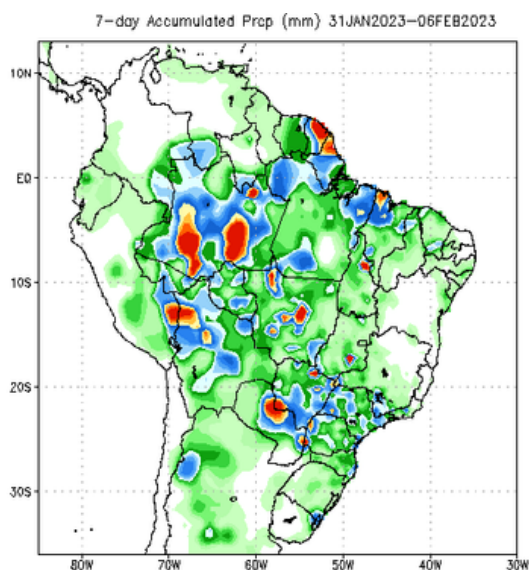 7-day Accumulated Prcp (mm) 31JAN2023-06FEB2023
10N
EQ
10S
20S
30S
80W 70W 60W 50W 40W 30W